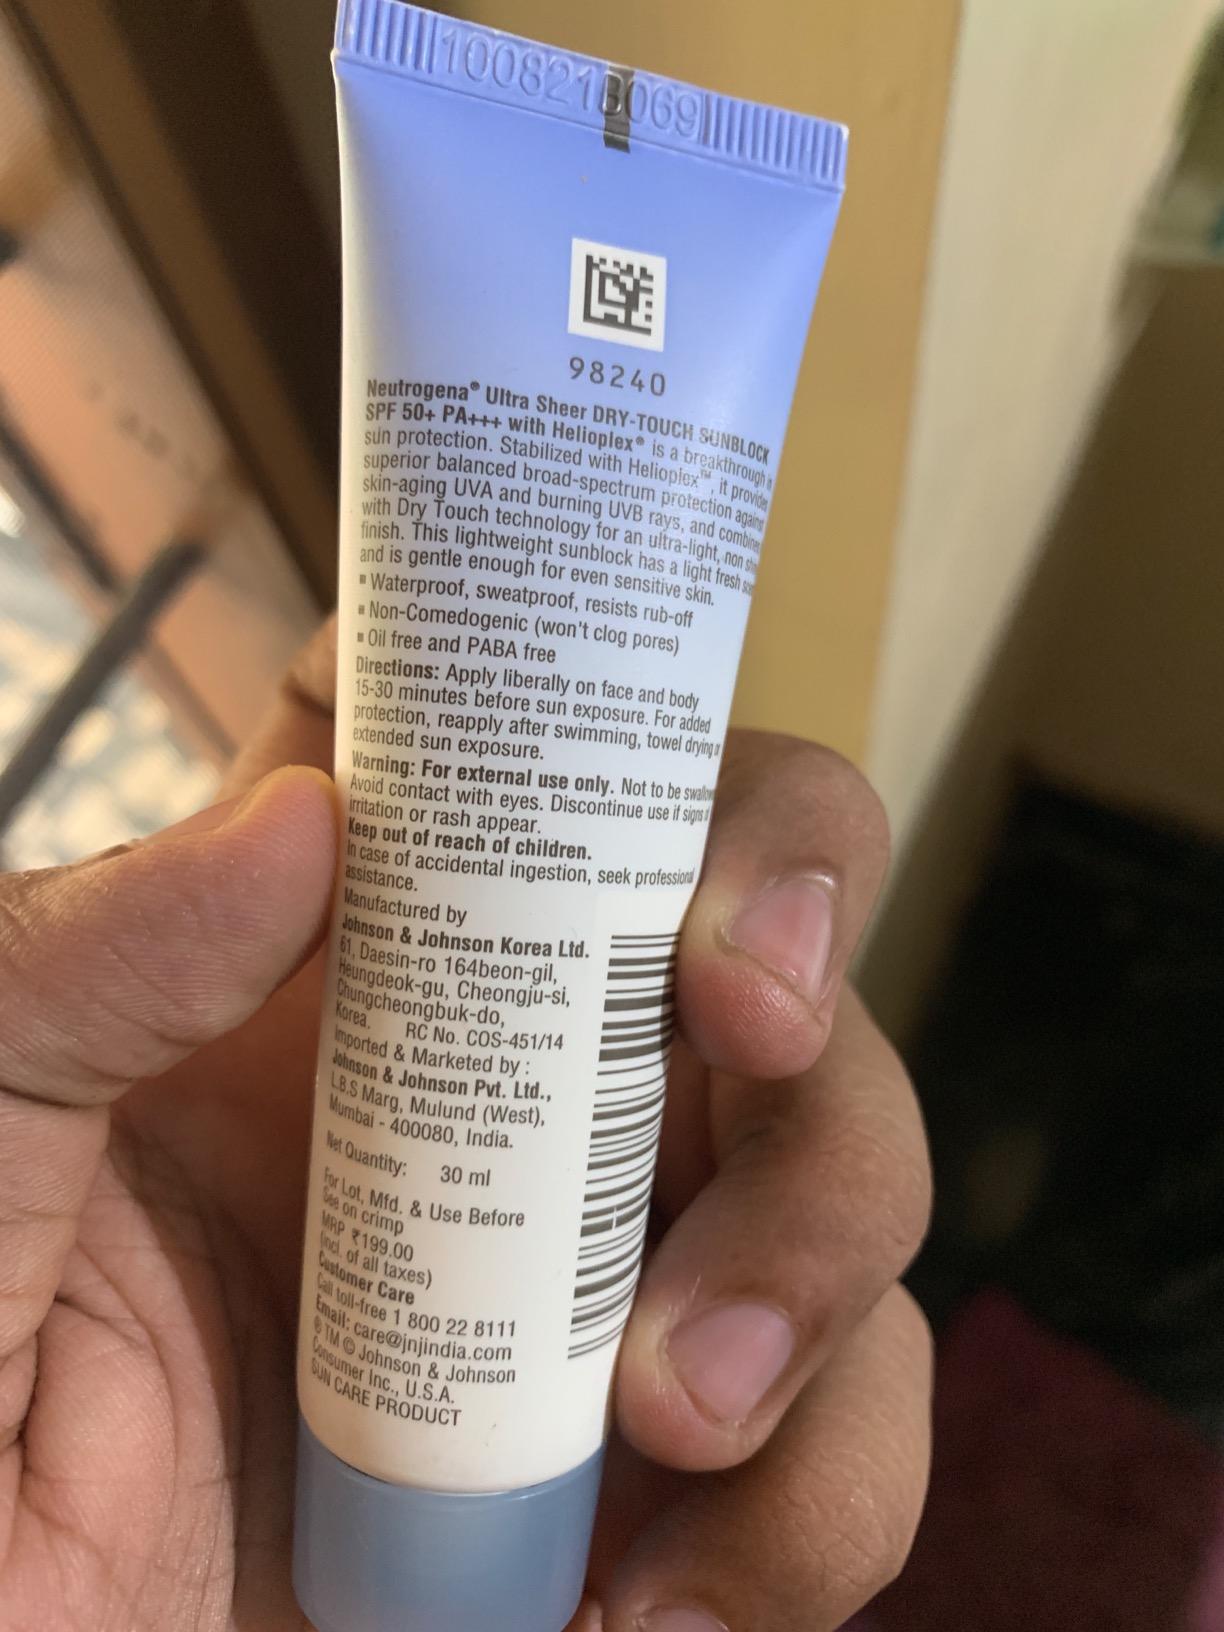 1008213069
98240
Neutrogena® Ultra Sheer DRY-TOUCH SUNBLOCK
SPF 50+ PA+++ with Helioplex® is a breakthrough in
sun protection. Stabilized with Helioplex™, it provides
superior balanced broad-spectrum protection against
skin-aging UVA and burning UVB rays, and combines
with Dry Touch technology for an ultra-light, non
finish. This lightweight sunblock has a light fresh
and is gentle enough for even sensitive skin.
▪ Waterproof, sweatproof, resists rub-off
▪ Non-Comedogenic (won't clog pores)
▪ Oil free and PABA free
Directions: Apply liberally on face and body
15-30 minutes before sun exposure. For added
protection, reapply after swimming, towel drying or
extended sun exposure.
Warning: For external use only. Not to be
Avoid contact with eyes. Discontinue use if signs of
irritation or rash appear.
Keep out of reach of children.
In case of accidental ingestion, seek professional
assistance.
Manufactured by
Johnson & Johnson Korea Ltd.
61, Daesin-ro 164beon-gil,
Heungdeok-gu, Cheongju-si,
Chungcheongbuk-do,
Korea. RC No. COS-451/14
Imported & Marketed by :
Johnson & Johnson Pvt. Ltd.,
L.B.S Marg, Mulund (West),
Mumbai - 400080, India.
Net Quantity: 30 ml
For Lot, Mfd. & Use Before
See on crimp
MRP ₹199.00
(incl. of all taxes)
Customer Care
Call toll-free 1 800 22 8111
Email: care@jnjindia.com
® TM © Johnson & Johnson
Consumer Inc., U.S.A.
SUN CARE PRODUCT